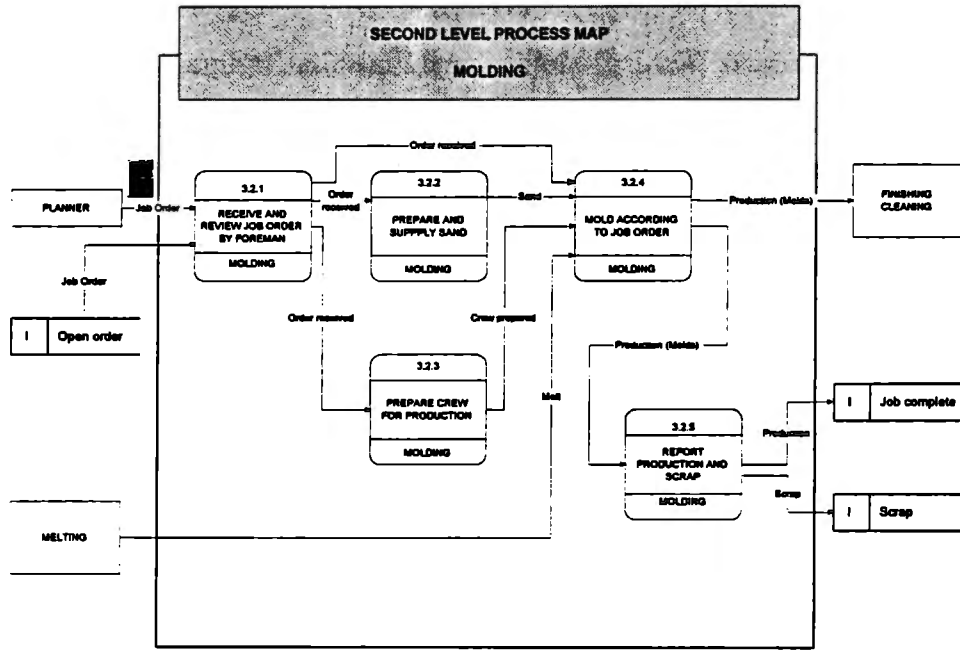 SECOND LEVEL PROCESS MAP
MOLDING
PLANNER
Job Order
3.2.1
RECEIVE AND
REVIEW JOB ORDER
BY FOREMAN
MOLDING
Order received
Order
received
3.2.2
PREPARE AND
SUPPPLY SAND
MOLDING
Sand
3.2.4
MOLD ACCORDING
TO JOB ORDER
MOLDING
Production (Molds)
FINISHING
CLEANING
Job Order
I Open order
Order received
Crew prepared
3.2.3
PREPARE CREW
FOR PRODUCTION
MOLDING
Melt
Production (Molds)
3.2.5
REPORT
PRODUCTION AND
SCRAP
MOLDING
Production
I Job complete
Scrap
I Scrap
MELTING